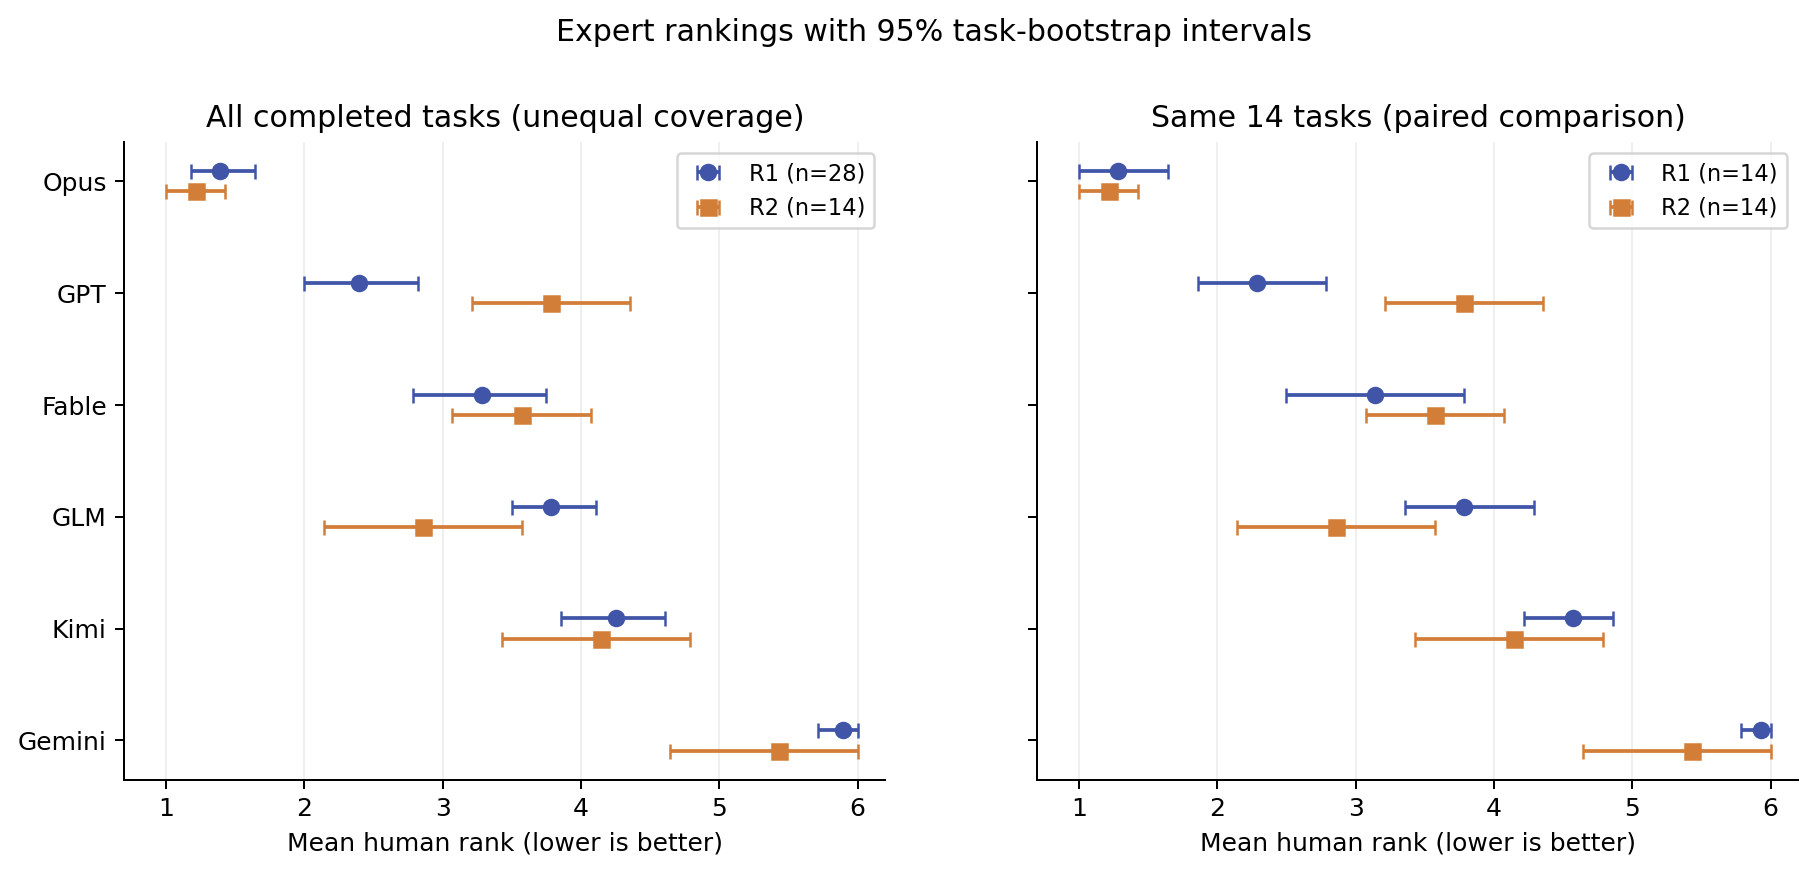 Expert rankings with 95% task-bootstrap intervals
All completed tasks (unequal coverage)
R1 (n=28)
R2 (n=14)
Opus
GPT
Fable
GLM
Kimi
Gemini
1 2 3 4 5 6
Mean human rank (lower is better)
Same 14 tasks (paired comparison)
R1 (n=14)
R2 (n=14)
1 2 3 4 5 6
Mean human rank (lower is better)